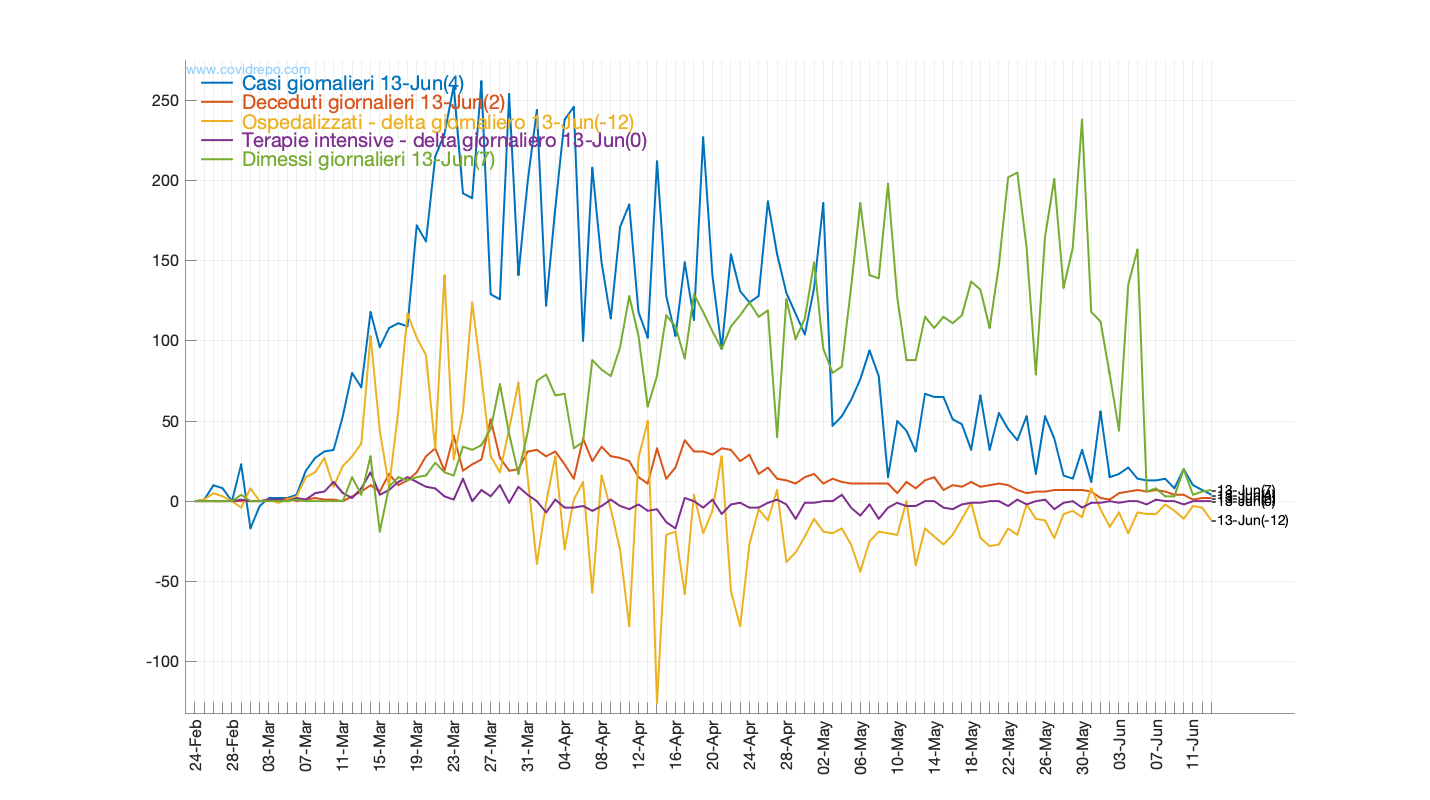 www.covidrepo.com
Casi giornalieri 13-Jun(4)
Deceduti giornalieri 13-Jun(2)
Ospedalizzati - delta giornaliero 13-Jun(-12)
Terapie intensive - delta giornaliero 13-Jun(0)
Dimessi giornalieri 13-Jun(7)
250
200
150
100
50
0
-50
-100
13-Jun(7)
13-Jun(0)
13-Jun(-12)
24-Feb
28-Feb
03-Mar
07-Mar
11-Mar
15-Mar
19-Mar
23-Mar
27-Mar
31-Mar
04-Apr
08-Apr
12-Apr
16-Apr
20-Apr
24-Apr
28-Apr
02-May
06-May
10-May
14-May
18-May
22-May
26-May
30-May
03-Jun
07-Jun
11-Jun